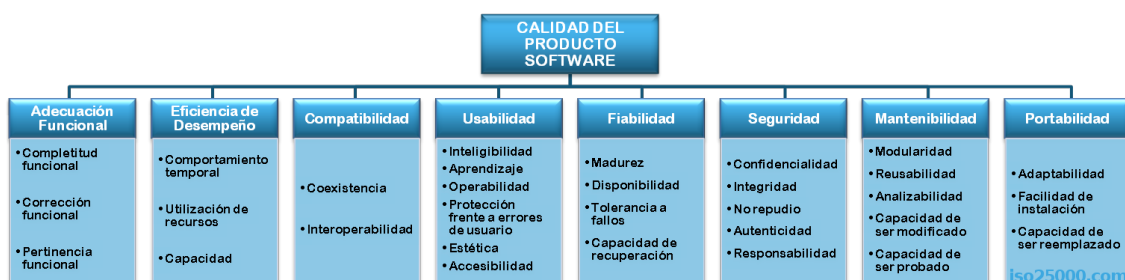 CALIDAD DEL
PRODUCTO
SOFTWARE
Adecuación
Funcional
• Completitud
funcional
• Corrección
funcional
• Pertinencia
funcional
Eficiencia de
Desempeño
• Comportamiento
temporal
• Utilización de
recursos
• Capacidad
Compatibilidad
• Coexistencia
• Interoperabilidad
Usabilidad
• Inteligibilidad
• Aprendizaje
• Operabilidad
• Protección
frente a errores
de usuario
• Estética
• Accesibilidad
Fiabilidad
• Madurez
• Disponibilidad
• Tolerancia a
fallos
• Capacidad de
recuperación
Seguridad
• Confidencialidad
• Integridad
• No repudio
• Autenticidad
• Responsabilidad
Mantenibilidad
• Modularidad
• Reusabilidad
• Analizabilidad
• Capacidad de
ser modificado
• Capacidad de
ser probado
Portabilidad
• Adaptabilidad
• Facilidad de
instalación
• Capacidad de
ser reemplazado
iso25000.com